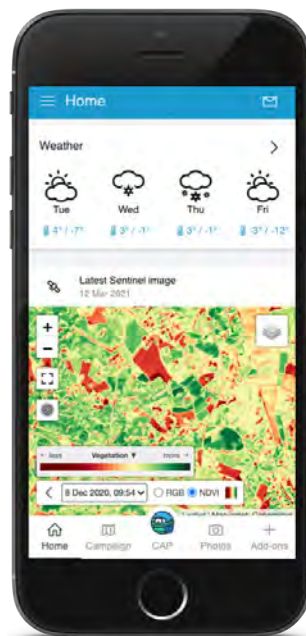 Home
Weather
Tue Wed Thu Fri
4° / -7° 3° / -1° 3° / -1° -3° / -12°
Latest Sentinel image
12 Mar 2021
+
−
less Vegetation ▼ more
8 Dec 2020, 09:54 RGB NDVI
Home Campaign CAP Photos Add-ons